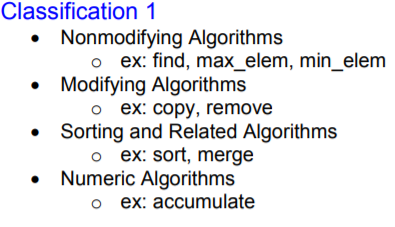 Classification 1
• Nonmodifying Algorithms
o ex: find, max_elem, min_elem
• Modifying Algorithms
o ex: copy, remove
• Sorting and Related Algorithms
o ex: sort, merge
• Numeric Algorithms
o ex: accumulate